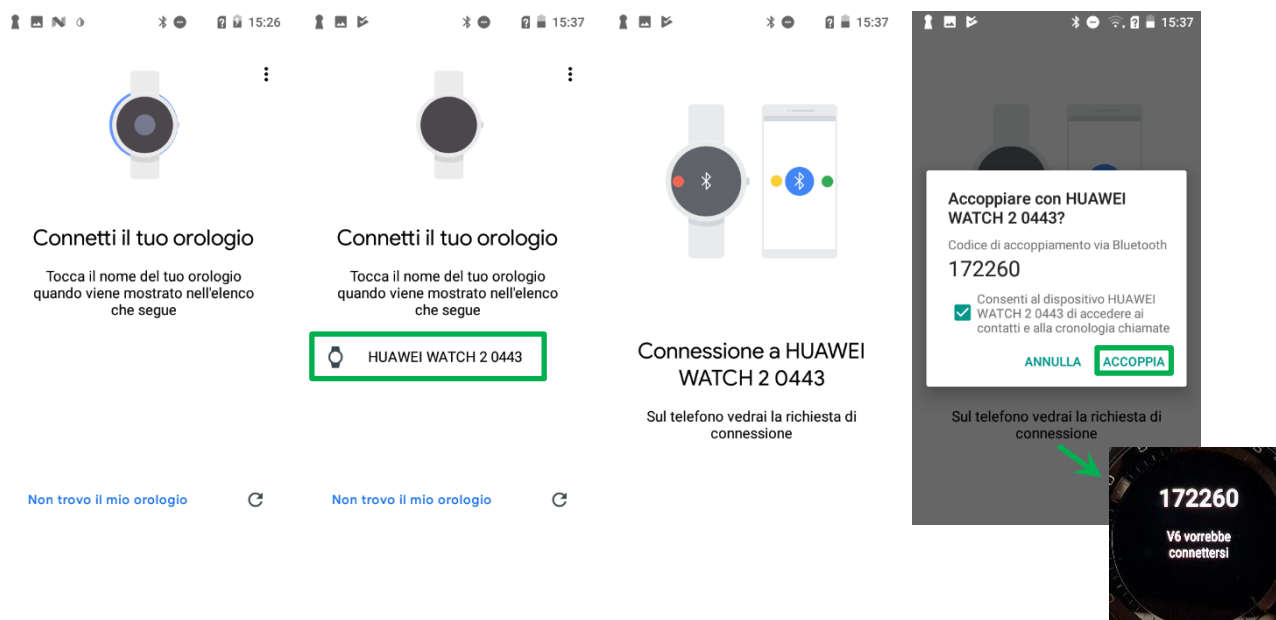 15:26
Connetti il tuo orologio
Tocca il nome del tuo orologio
quando viene mostrato nell'elenco
che segue
Non trovo il mio orologio
15:37
Connetti il tuo orologio
Tocca il nome del tuo orologio
quando viene mostrato nell'elenco
che segue
HUAWEI WATCH 2 0443
Non trovo il mio orologio
15:37
Connessione a HUAWEI
WATCH 2 0443
Sul telefono vedrai la richiesta di
connessione
15:37
Accoppiare con HUAWEI
WATCH 2 0443?
Codice di accoppiamento via Bluetooth
172260
Consenti al dispositivo HUAWEI
WATCH 2 0443 di accedere ai
contatti e alla cronologia chiamate
ANNULLA ACCOPPIA
Sul telefono vedrai la richiesta di
connessione
172260
V6 vorrebbe
connettersi